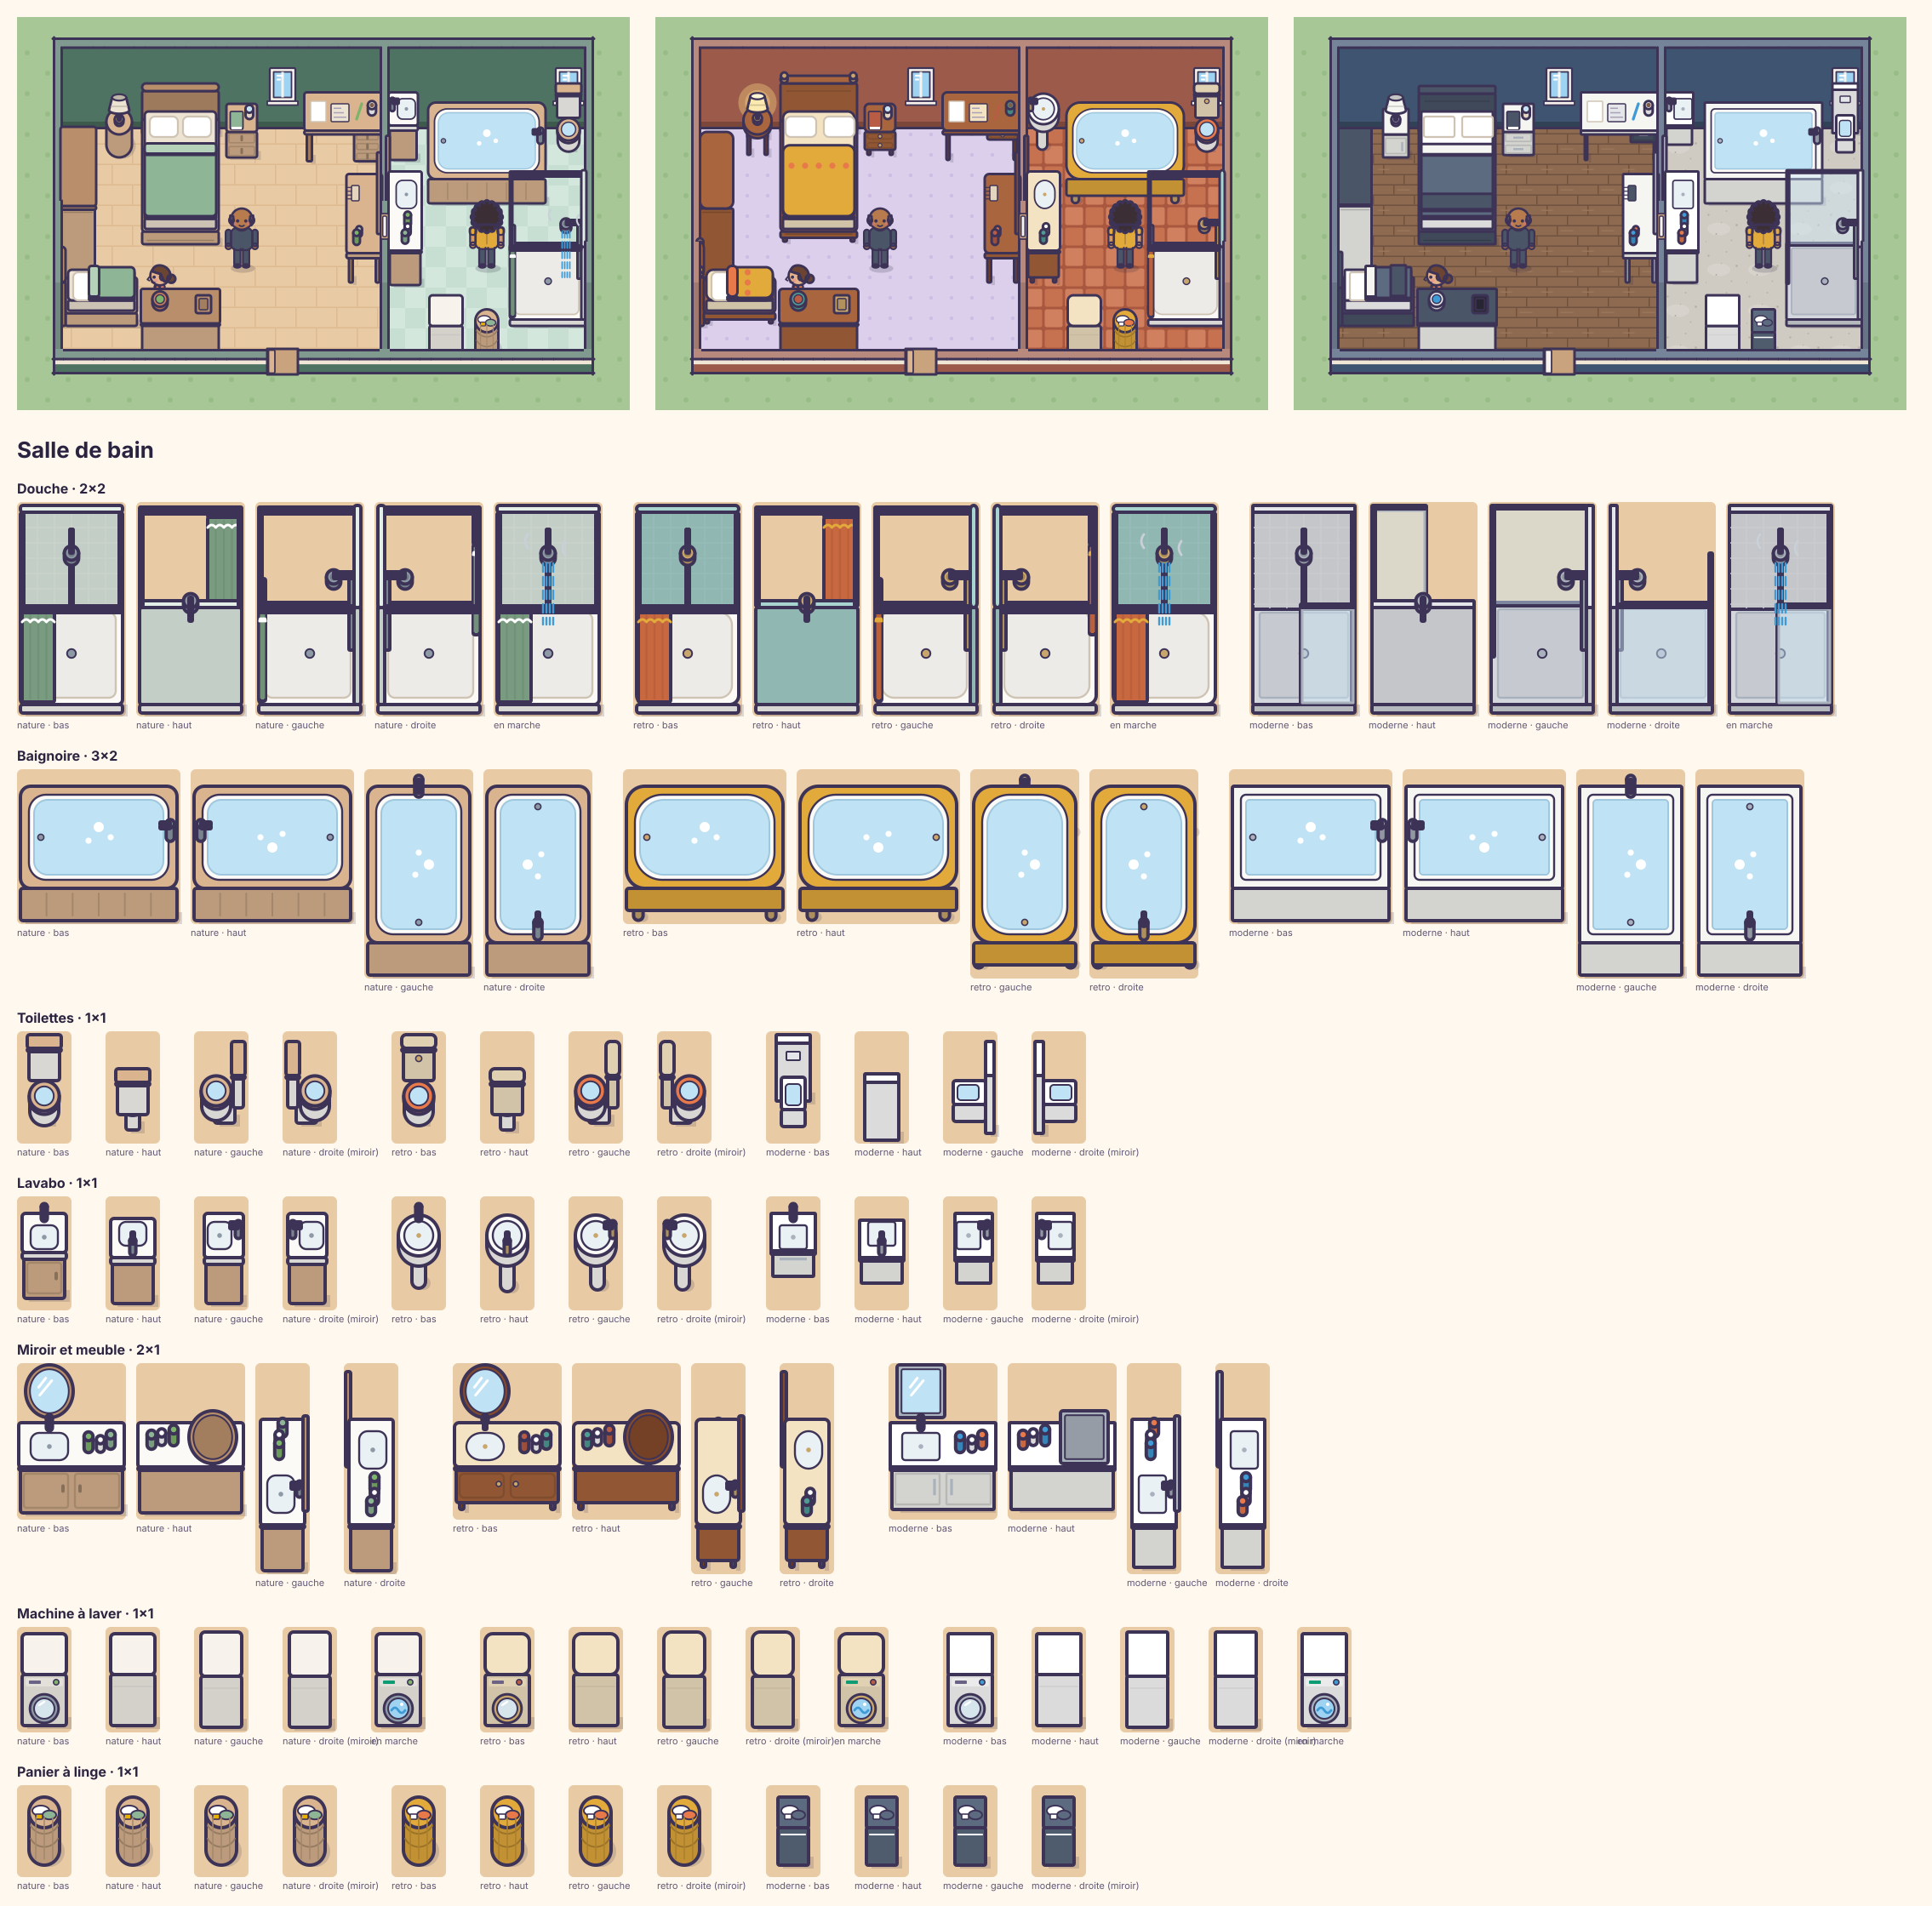 Salle de bain
Douche · 2×2
nature · bas nature · haut nature · gauche nature · droite en marche retro · bas retro · haut retro · gauche retro · droite en marche moderne · bas moderne · haut moderne · gauche moderne · droite en marche
Baignoire · 3×2
nature · bas nature · haut retro · bas retro · haut moderne · bas moderne · haut
nature · gauche nature · droite retro · gauche retro · droite moderne · gauche moderne · droite
Toilettes · 1×1
nature · bas nature · haut nature · gauche nature · droite (miroir) retro · bas retro · haut retro · gauche retro · droite (miroir) moderne · bas moderne · haut moderne · gauche moderne · droite (miroir)
Lavabo · 1×1
nature · bas nature · haut nature · gauche nature · droite (miroir) retro · bas retro · haut retro · gauche retro · droite (miroir) moderne · bas moderne · haut moderne · gauche moderne · droite (miroir)
Miroir et meuble · 2×1
nature · bas nature · haut retro · bas retro · haut moderne · bas moderne · haut
nature · gauche nature · droite retro · gauche retro · droite moderne · gauche moderne · droite
Machine à laver · 1×1
nature · bas nature · haut nature · gauche nature · droite (miroir) en marche retro · bas retro · haut retro · gauche retro · droite (miroir) en marche moderne · bas moderne · haut moderne · gauche moderne · droite (miroir) en marche
Panier à linge · 1×1
nature · bas nature · haut nature · gauche nature · droite (miroir) retro · bas retro · haut retro · gauche retro · droite (miroir) moderne · bas moderne · haut moderne · gauche moderne · droite (miroir)